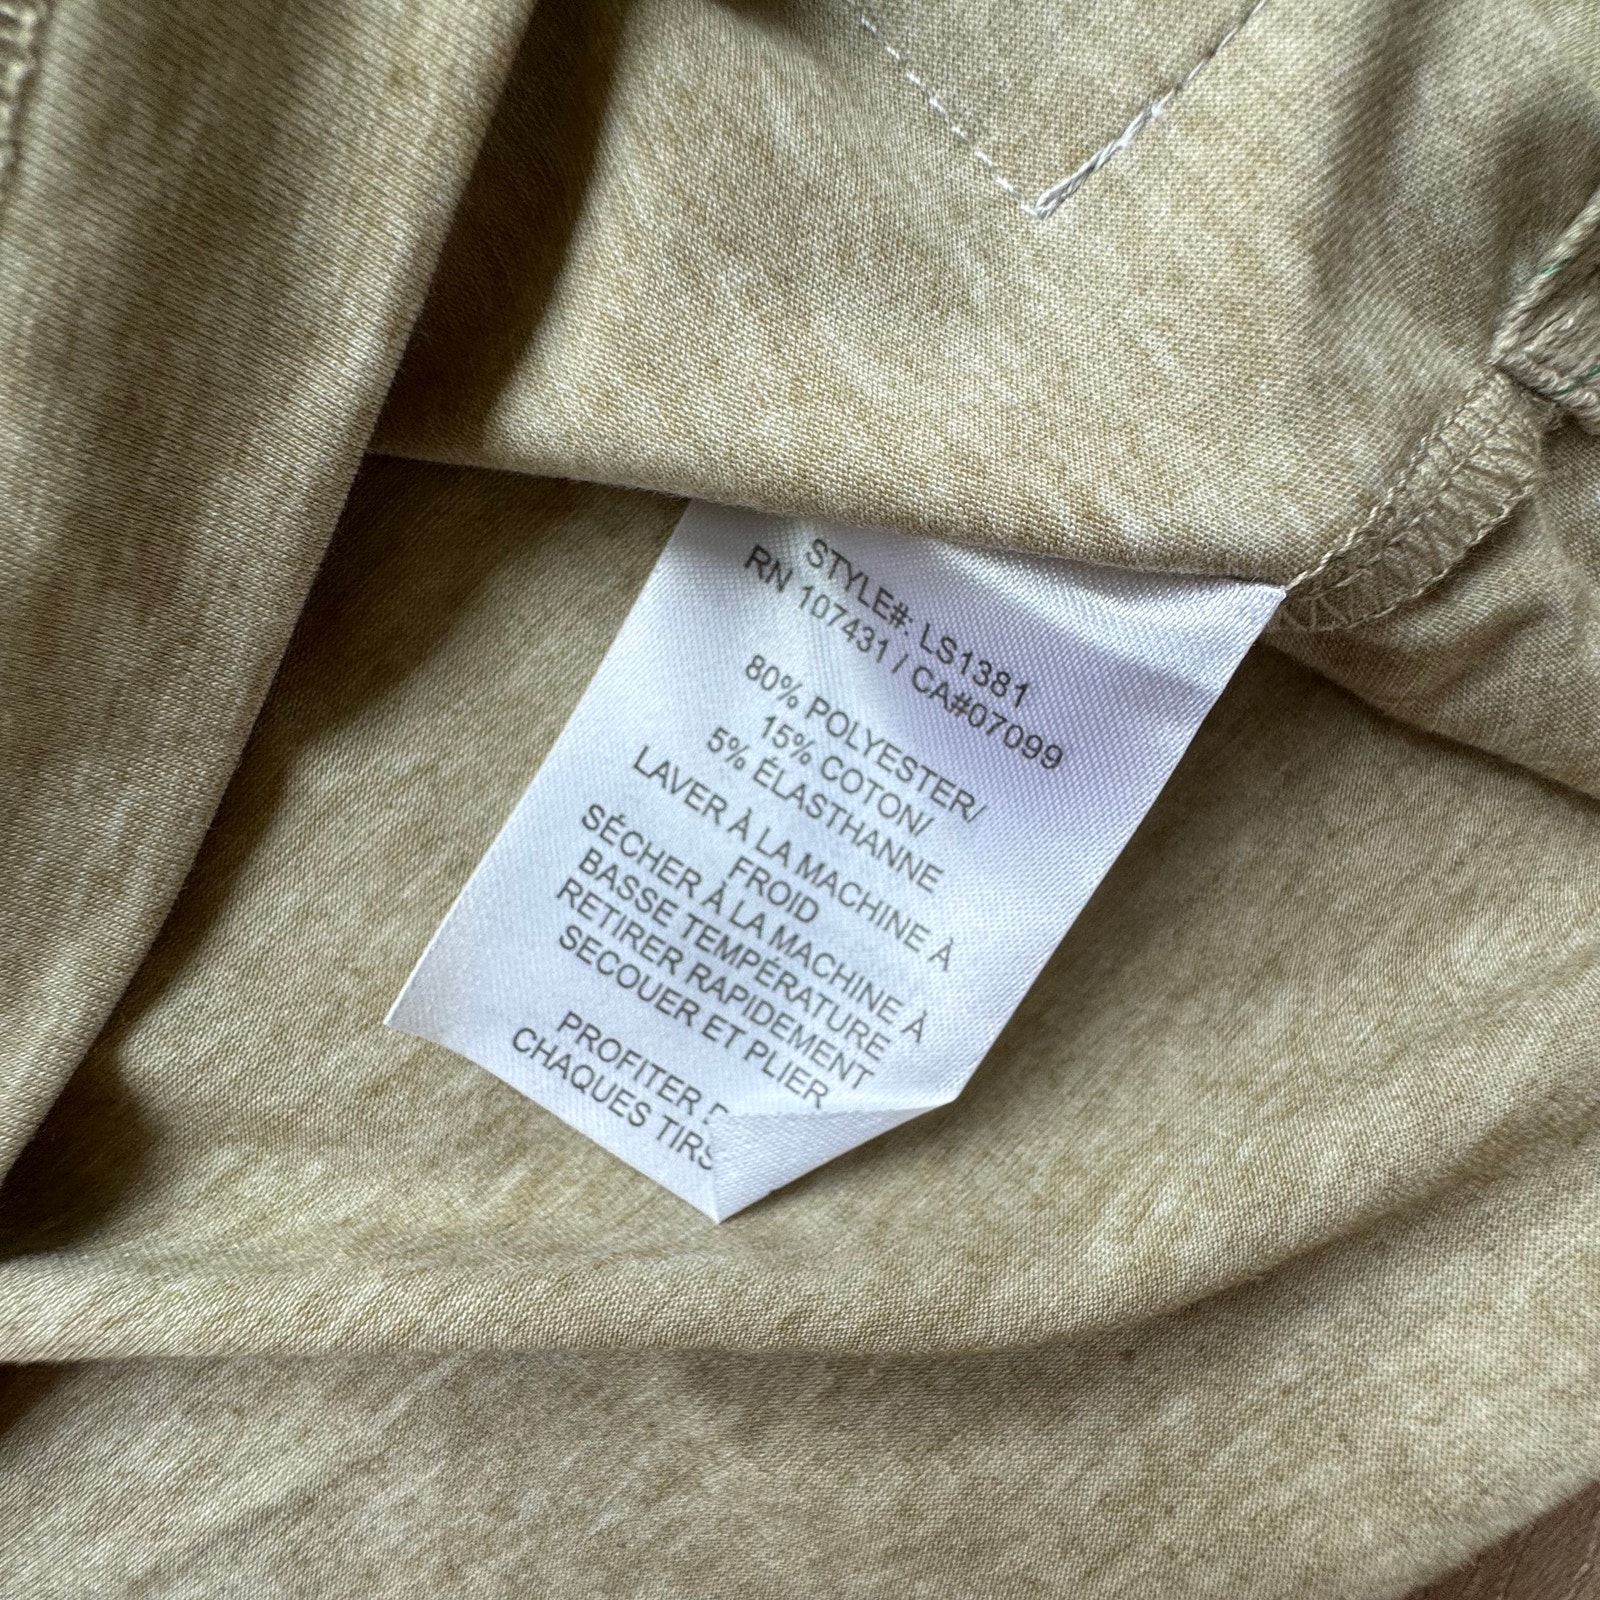 STYLE#: LS1381
RN 107431 / CA#07099
80% POLYESTER/
15% COTON/
5% ÉLASTHANNE
LAVER À LA MACHINE À
FROID
SÉCHER À LA MACHINE À
BASSE TEMPÉRATURE
RETIRER RAPIDEMENT
SECOUER ET PLIER
PROFITER
CHAQUES TIRS